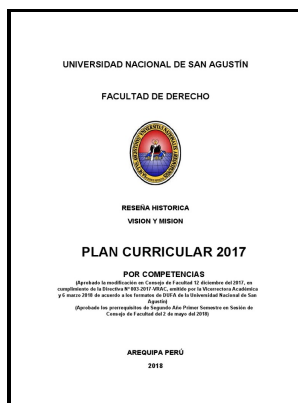 UNIVERSIDAD NACIONAL DE SAN AGUSTÍN
FACULTAD DE DERECHO
RESEÑA HISTORICA
VISION Y MISION
PLAN CURRICULAR 2017
POR COMPETENCIAS
(Aprobada la modificación en Consejo de Facultad 12 diciembre del 2017, en
cumplimiento de la Directiva Nº 003-2017-VRAC, emitido por la Vicerrectora Académica
y 6 marzo 2018 de acuerdo a los formatos de DUFA de la Universidad Nacional de San
Agustín)
(Aprobado los prerrequisitos de Segundo Año Primer Semestre en Sesión de
Consejo de Facultad del 2 de mayo del 2018)
AREQUIPA PERÚ
2018